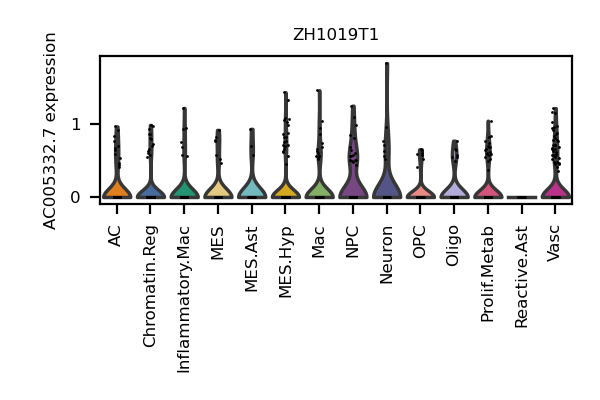 ZH1019T1
AC005332.7 expression
1
0
AC
Chromatin.Reg
Inflammatory.Mac
MES
MES.Ast
MES.Hyp
Mac
NPC
Neuron
OPC
Oligo
Prolif.Metab
Reactive.Ast
Vasc